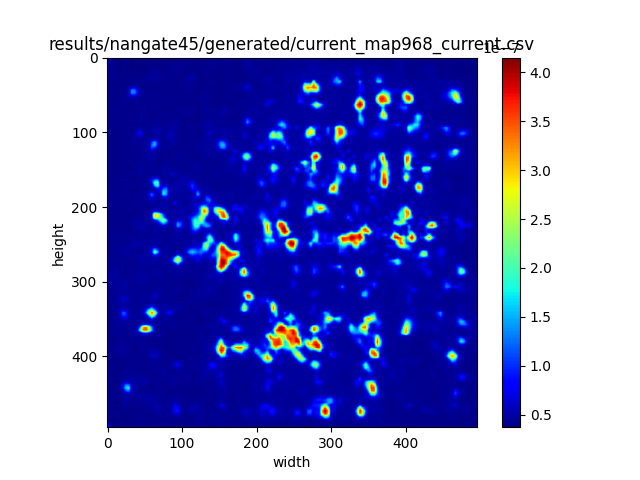 results/nangate45/generated/current_map968_current.csv
1e−7
0
100
200
300
400
height
0 100 200 300 400
width
4.0
3.5
3.0
2.5
2.0
1.5
1.0
0.5